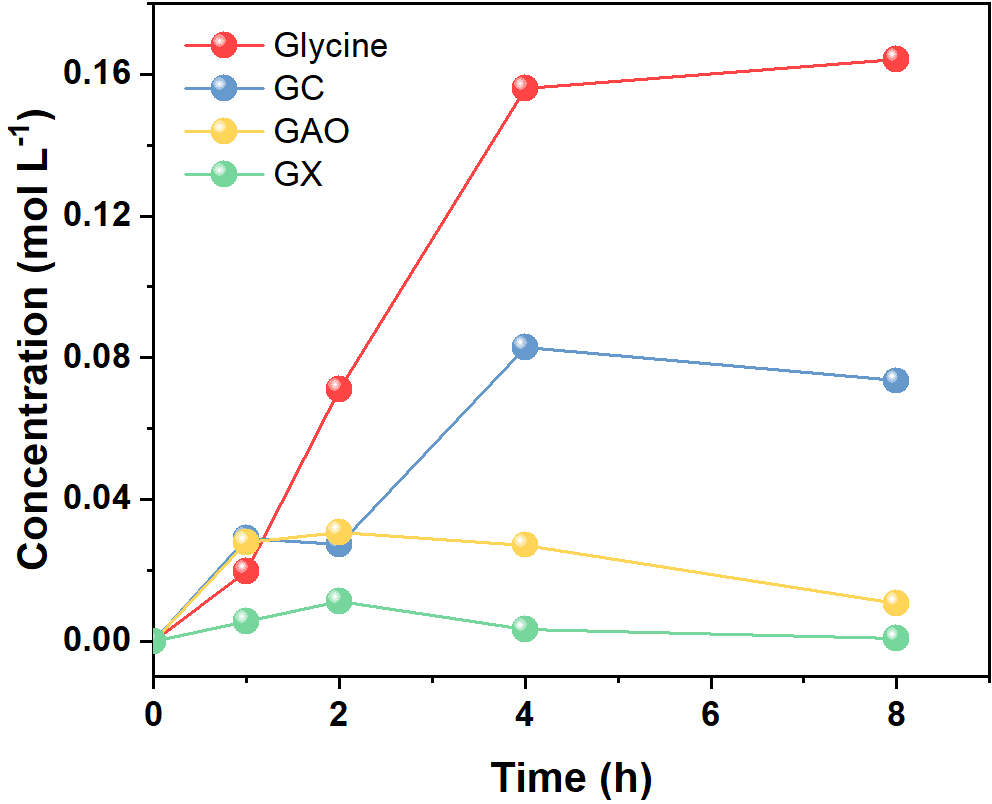 Glycine
GC
GAO
GX
0.16
0.12
0.08
0.04
0.00
Concentration (mol L⁻¹)
0 2 4 6 8
Time (h)